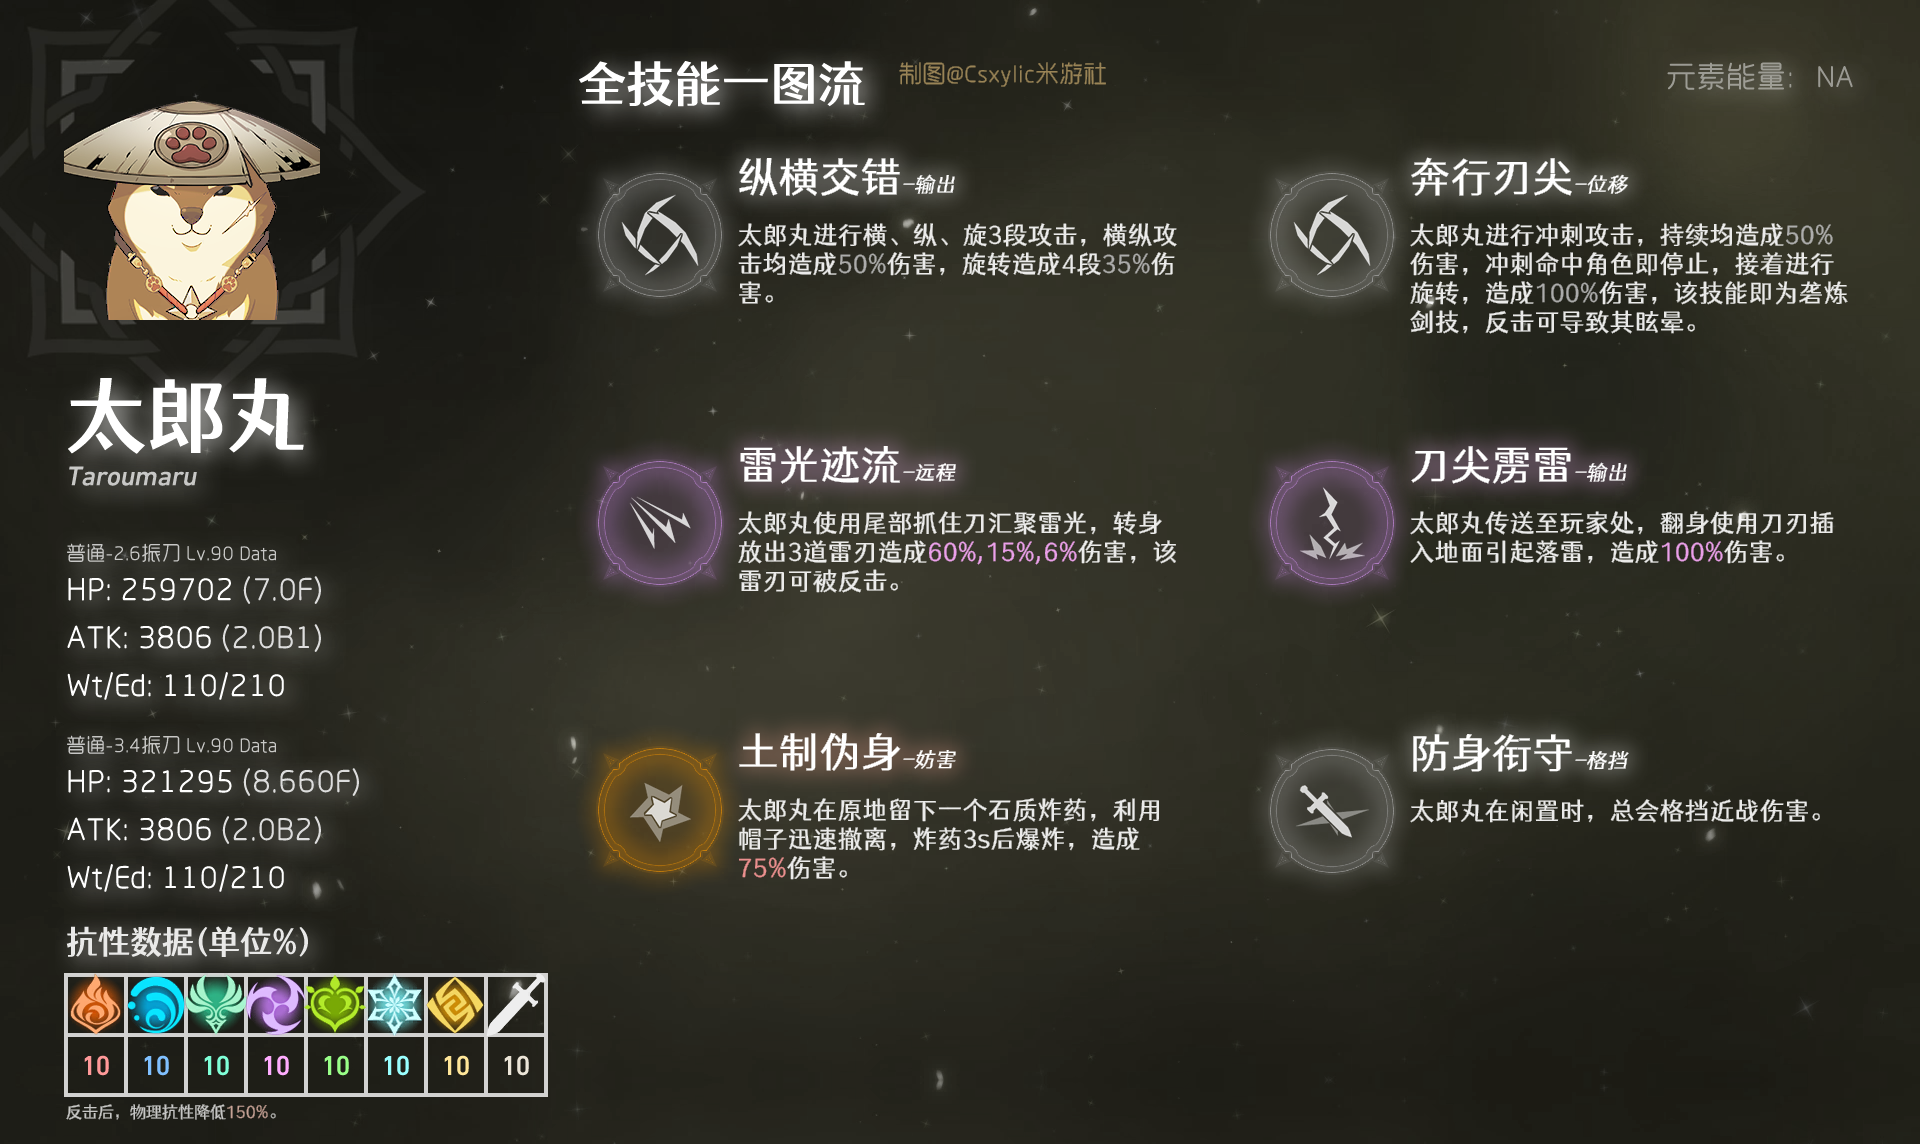 全技能一图流 制图@Csxylic米游社
元素能量: NA
太郎丸
Taroumaru
普通-2.6振刀 Lv.90 Data
HP: 259702 (7.0F)
ATK: 3806 (2.0B1)
Wt/Ed: 110/210
普通-3.4振刀 Lv.90 Data
HP: 321295 (8.660F)
ATK: 3806 (2.0B2)
Wt/Ed: 110/210
抗性数据(单位%)
10 10 10 10 10 10 10 10
反击后，物理抗性降低150%。
纵横交错-输出
太郎丸进行横、纵、旋3段攻击，横纵攻
击均造成50%伤害，旋转造成4段35%伤
害。
奔行刃尖-位移
太郎丸进行冲刺攻击，持续均造成50%
伤害，冲刺命中角色即停止，接着进行
旋转，造成100%伤害，该技能即为砻炼
剑技，反击可导致其眩晕。
雷光迹流-远程
太郎丸使用尾部抓住刀汇聚雷光，转身
放出3道雷刃造成60%,15%,6%伤害，该
雷刃可被反击。
刀尖雳雷-输出
太郎丸传送至玩家处，翻身使用刀刃插
入地面引起落雷，造成100%伤害。
土制伪身-妨害
太郎丸在原地留下一个石质炸药，利用
帽子迅速撤离，炸药3s后爆炸，造成
75%伤害。
防身衔守-格挡
太郎丸在闲置时，总会格挡近战伤害。